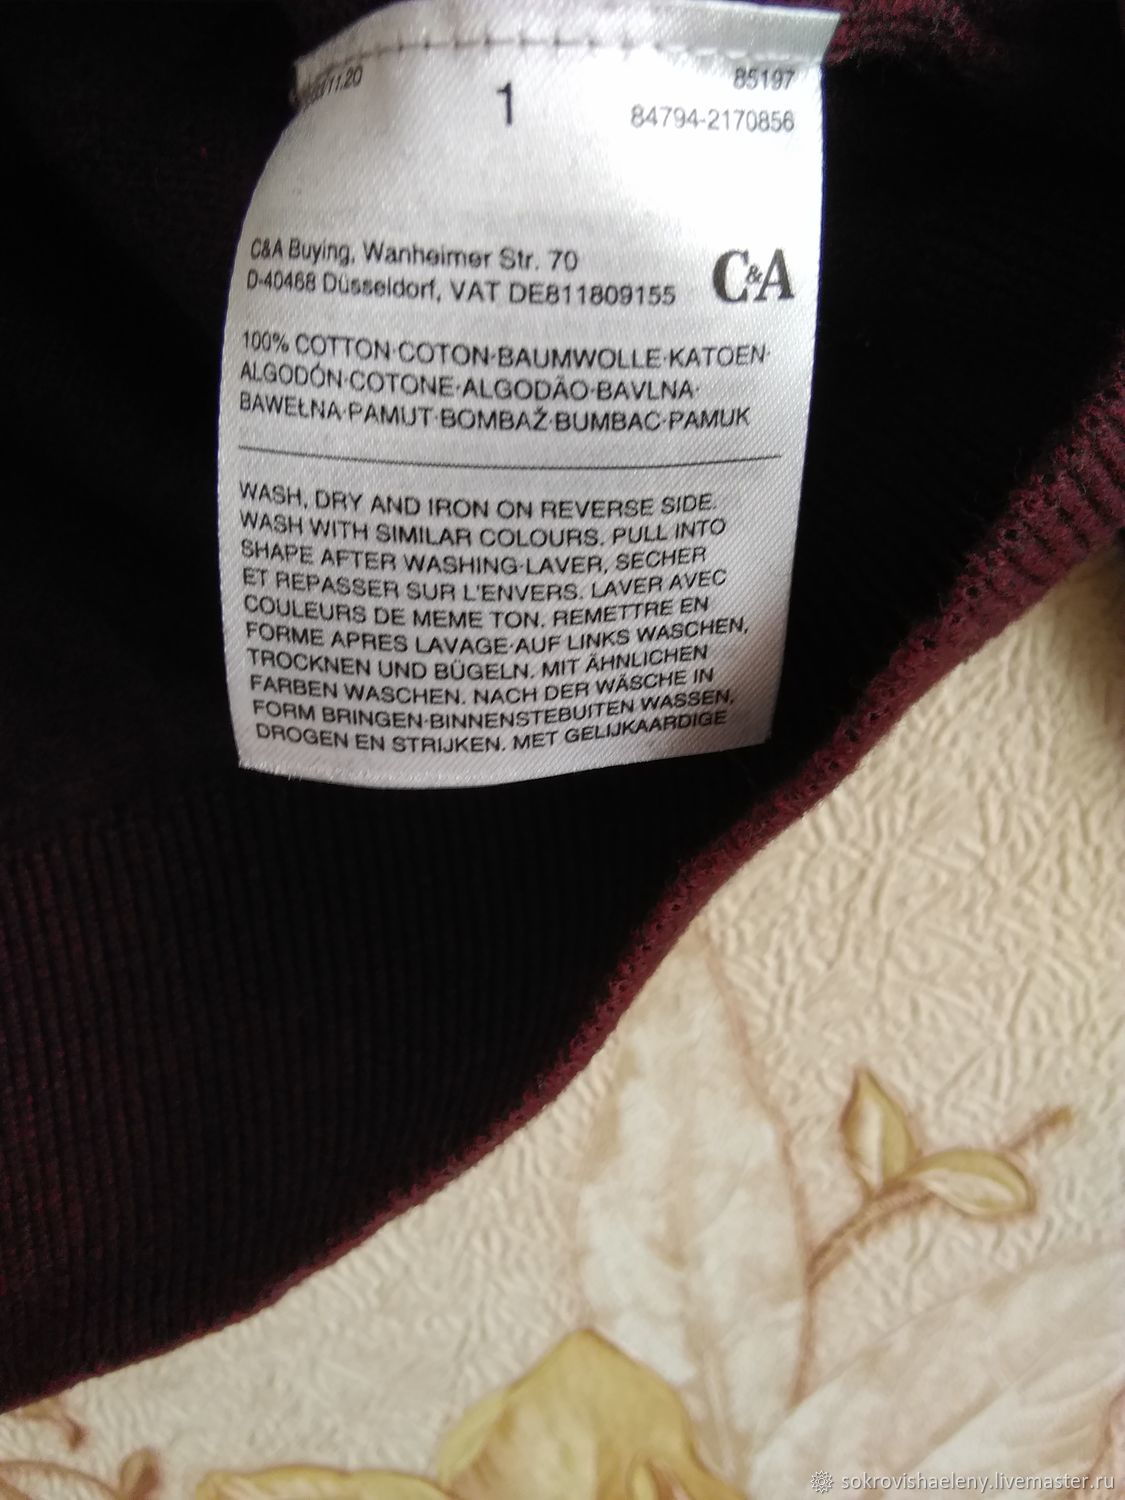 11.20
1
85197
84794-2170856
C&A Buying, Wanheimer Str. 70
D-40468 Düsseldorf, VAT DE811809155
C&A
100% COTTON·COTON·BAUMWOLLE·KATOEN·
ALGODÓN·COTONE·ALGODÃO·BAVLNA·
BAWEŁNA·PAMUT·BOMBAŽ·BUMBAC·PAMUK
WASH, DRY AND IRON ON REVERSE SIDE.
WASH WITH SIMILAR COLOURS. PULL INTO
SHAPE AFTER WASHING·LAVER, SECHER
ET REPASSER SUR L'ENVERS. LAVER AVEC
COULEURS DE MEME TON. REMETTRE EN
FORME APRES LAVAGE·AUF LINKS WASCHEN,
TROCKNEN UND BÜGELN. MIT ÄHNLICHEN
FARBEN WASCHEN. NACH DER WÄSCHE IN
FORM BRINGEN·BINNENSTEBUITEN WASSEN,
DROGEN EN STRIJKEN. MET GELIJKAARDIGE
sokrovishaeleny.livemaster.ru